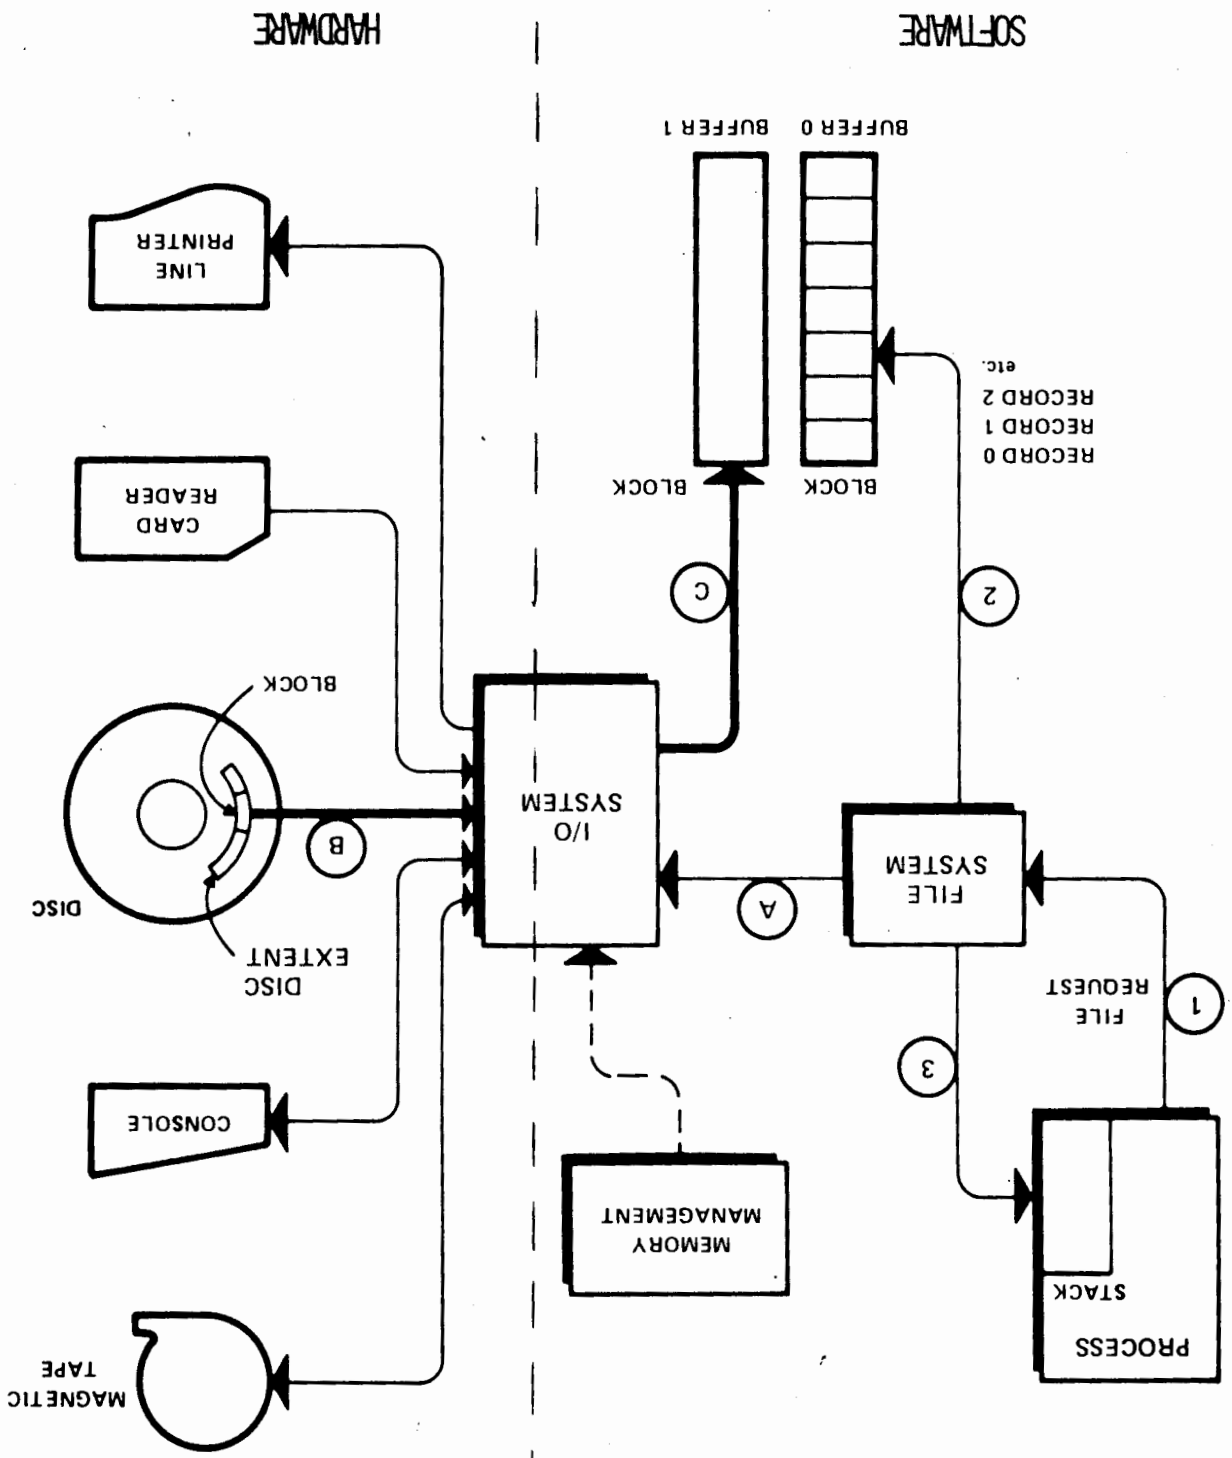 PROCESS
STACK
MEMORY
MANAGEMENT
MAGNETIC
TAPE
1
FILE
REQUEST
3
CONSOLE
FILE
SYSTEM
A
I/O
SYSTEM
B
DISC
EXTENT
DISC
BLOCK
2
C
CARD
READER
RECORD 0
RECORD 1
RECORD 2
etc.
BLOCK
BLOCK
LINE
PRINTER
BUFFER 0
BUFFER 1
SOFTWARE
HARDWARE